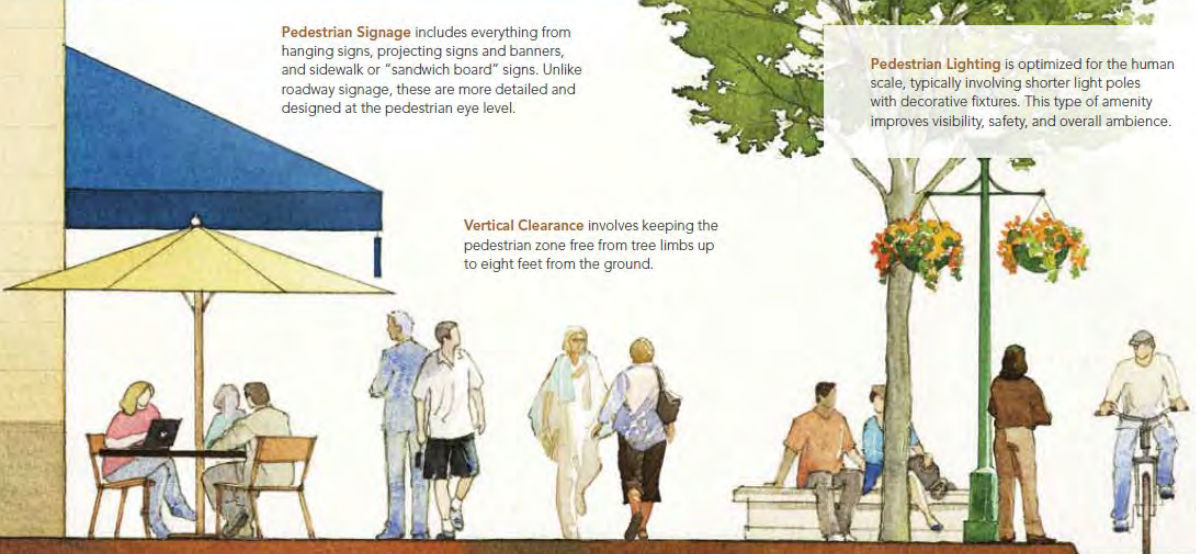 Pedestrian Signage includes everything from
hanging signs, projecting signs and banners,
and sidewalk or “sandwich board” signs. Unlike
roadway signage, these are more detailed and
designed at the pedestrian eye level.
Pedestrian Lighting is optimized for the human
scale, typically involving shorter light poles
with decorative fixtures. This type of amenity
improves visibility, safety, and overall ambience.
Vertical Clearance involves keeping the
pedestrian zone free from tree limbs up
to eight feet from the ground.